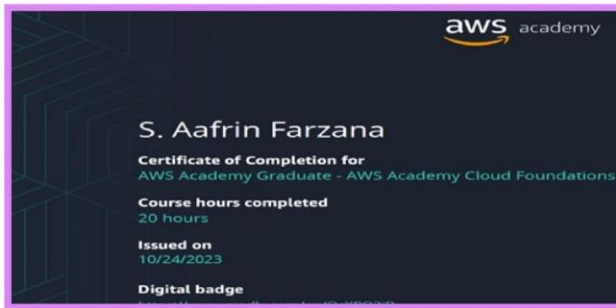 aws academy
S. Aafrin Farzana
Certificate of Completion for
AWS Academy Graduate - AWS Academy Cloud Foundations
Course hours completed
20 hours
Issued on
10/24/2023
Digital badge